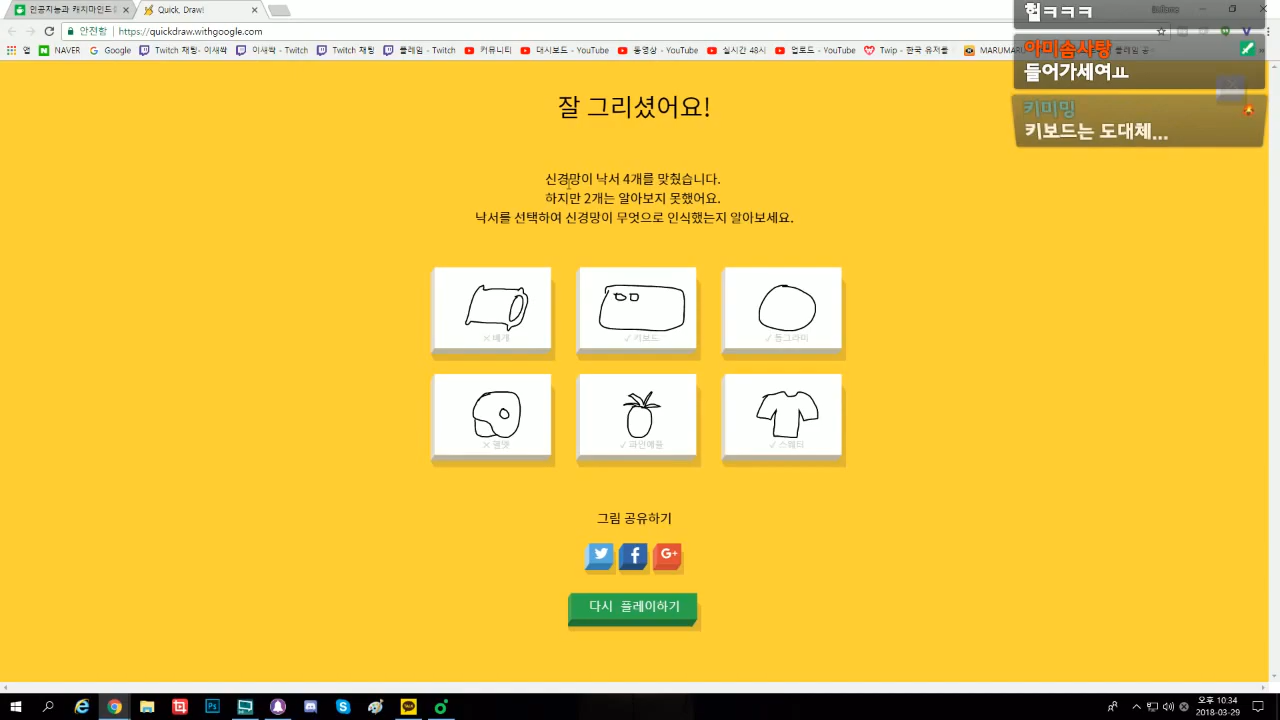 인공지능과 캐치마인드
Quick, Draw!
안전함
https://quickdraw.withgoogle.com
앱
NAVER
Google
Twitch 채팅 - 이새싹
이새싹 - Twitch
Twitch 채팅
플레임 - Twitch
커뮤니티
대시보드 - YouTube
동영상 - YouTube
실시간 48시
업로드 - YouTube
Twip - 한국 유저를
MARUMARU
ㅋㅋㅋ
아미솜사탕
들어가세여ㅛ
키미밍
키보드는 도대체...
잘 그리셨어요!
신경망이 낙서 4개를 맞췄습니다.
하지만 2개는 알아보지 못했어요.
낙서를 선택하여 신경망이 무엇으로 인식했는지 알아보세요.
베개
키보드
동그라미
헬멧
파인애플
스웨터
그림 공유하기
G+
다시 플레이하기
Ps
TALK
오후 10:34
2018-03-29